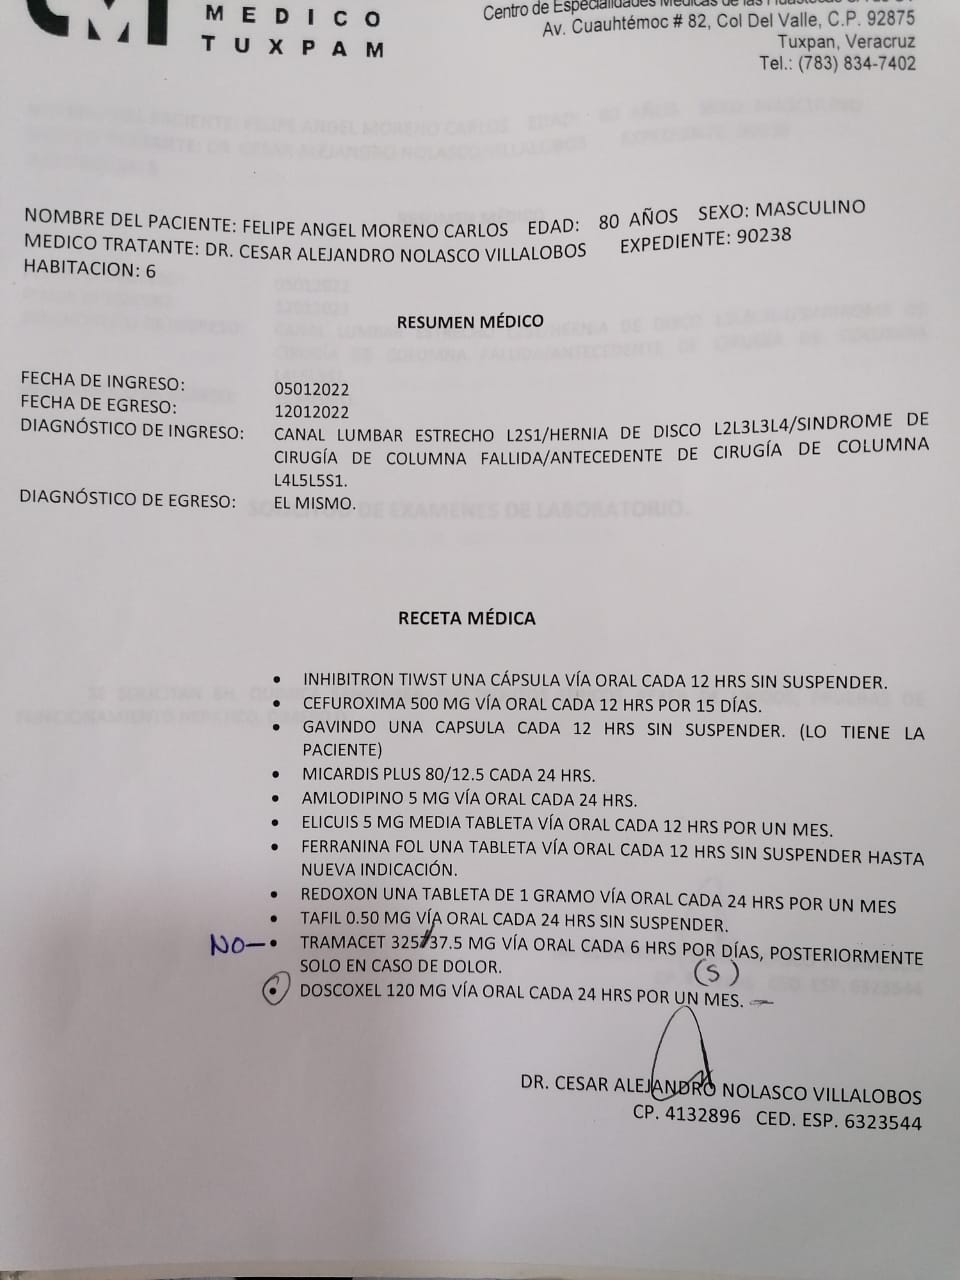 MEDICO
TUXPAM
Centro de Especialidades Médicas de las
Av. Cuauhtémoc # 82, Col Del Valle, C.P. 92875
Tuxpan, Veracruz
Tel.: (783) 834-7402
NOMBRE DEL PACIENTE: FELIPE ANGEL MORENO CARLOS EDAD: 80 AÑOS SEXO: MASCULINO
MEDICO TRATANTE: DR. CESAR ALEJANDRO NOLASCO VILLALOBOS EXPEDIENTE: 90238
HABITACION: 6
RESUMEN MÉDICO
FECHA DE INGRESO: 05012022
FECHA DE EGRESO: 12012022
DIAGNÓSTICO DE INGRESO: CANAL LUMBAR ESTRECHO L2S1/HERNIA DE DISCO L2L3L3L4/SINDROME DE
CIRUGÍA DE COLUMNA FALLIDA/ANTECEDENTE DE CIRUGÍA DE COLUMNA
L4L5L5S1.
DIAGNÓSTICO DE EGRESO: EL MISMO.
RECETA MÉDICA
• INHIBITRON TIWST UNA CÁPSULA VÍA ORAL CADA 12 HRS SIN SUSPENDER.
• CEFUROXIMA 500 MG VÍA ORAL CADA 12 HRS POR 15 DÍAS.
• GAVINDO UNA CAPSULA CADA 12 HRS SIN SUSPENDER. (LO TIENE LA
PACIENTE)
• MICARDIS PLUS 80/12.5 CADA 24 HRS.
• AMLODIPINO 5 MG VÍA ORAL CADA 24 HRS.
• ELICUIS 5 MG MEDIA TABLETA VÍA ORAL CADA 12 HRS POR UN MES.
• FERRANINA FOL UNA TABLETA VÍA ORAL CADA 12 HRS SIN SUSPENDER HASTA
NUEVA INDICACIÓN.
• REDOXON UNA TABLETA DE 1 GRAMO VÍA ORAL CADA 24 HRS POR UN MES
• TAFIL 0.50 MG VÍA ORAL CADA 24 HRS SIN SUSPENDER.
NO— • TRAMACET 325/37.5 MG VÍA ORAL CADA 6 HRS POR DÍAS, POSTERIORMENTE
SOLO EN CASO DE DOLOR. (5)
• DOSCOXEL 120 MG VÍA ORAL CADA 24 HRS POR UN MES. —
DR. CESAR ALEJANDRO NOLASCO VILLALOBOS
CP. 4132896 CED. ESP. 6323544